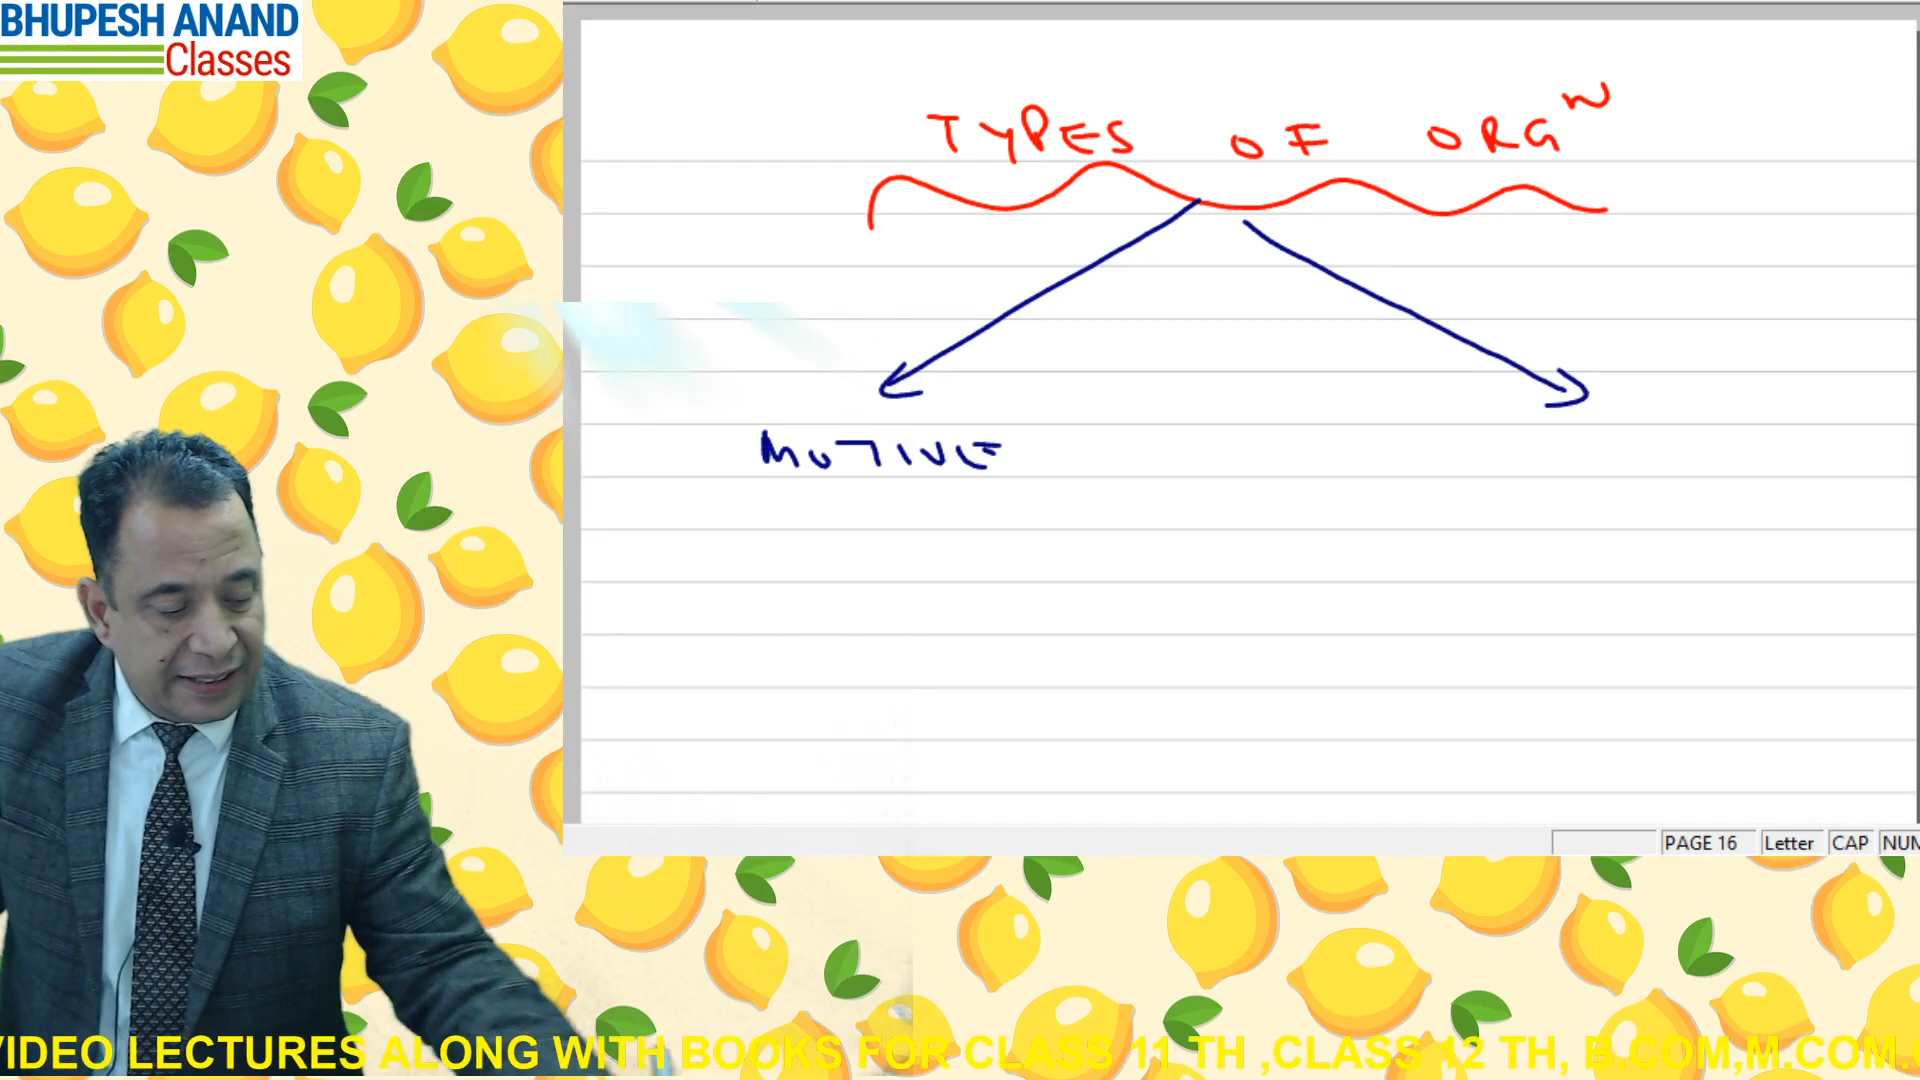 BHUPESH ANAND
Classes
TYPES OF ORGN
MOTIVE
PAGE 16 Letter CAP NUM
VIDEO LECTURES ALONG WITH BOOKS FOR CLASS 11 TH ,CLASS 12 TH, B.COM,M.COM.